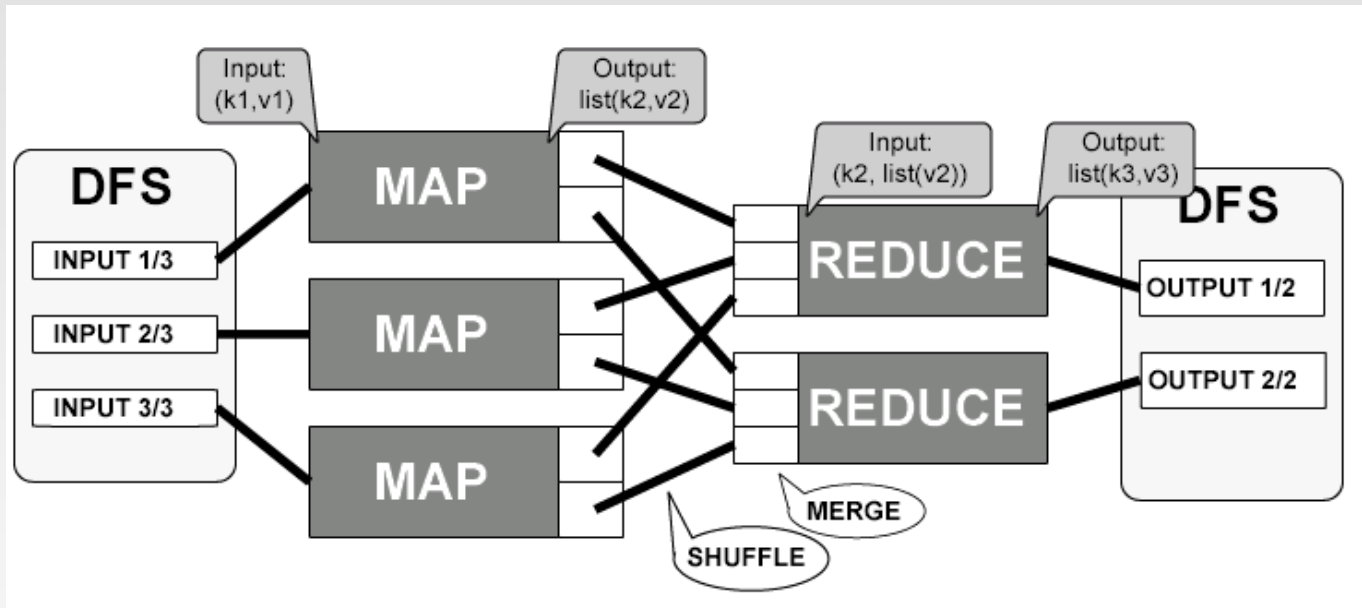 Input:
(k1,v1)
Output:
list(k2,v2)
Input:
(k2, list(v2))
Output:
list(k3,v3)
DFS
INPUT 1/3
INPUT 2/3
INPUT 3/3
MAP
MAP
MAP
REDUCE
REDUCE
DFS
OUTPUT 1/2
OUTPUT 2/2
MERGE
SHUFFLE